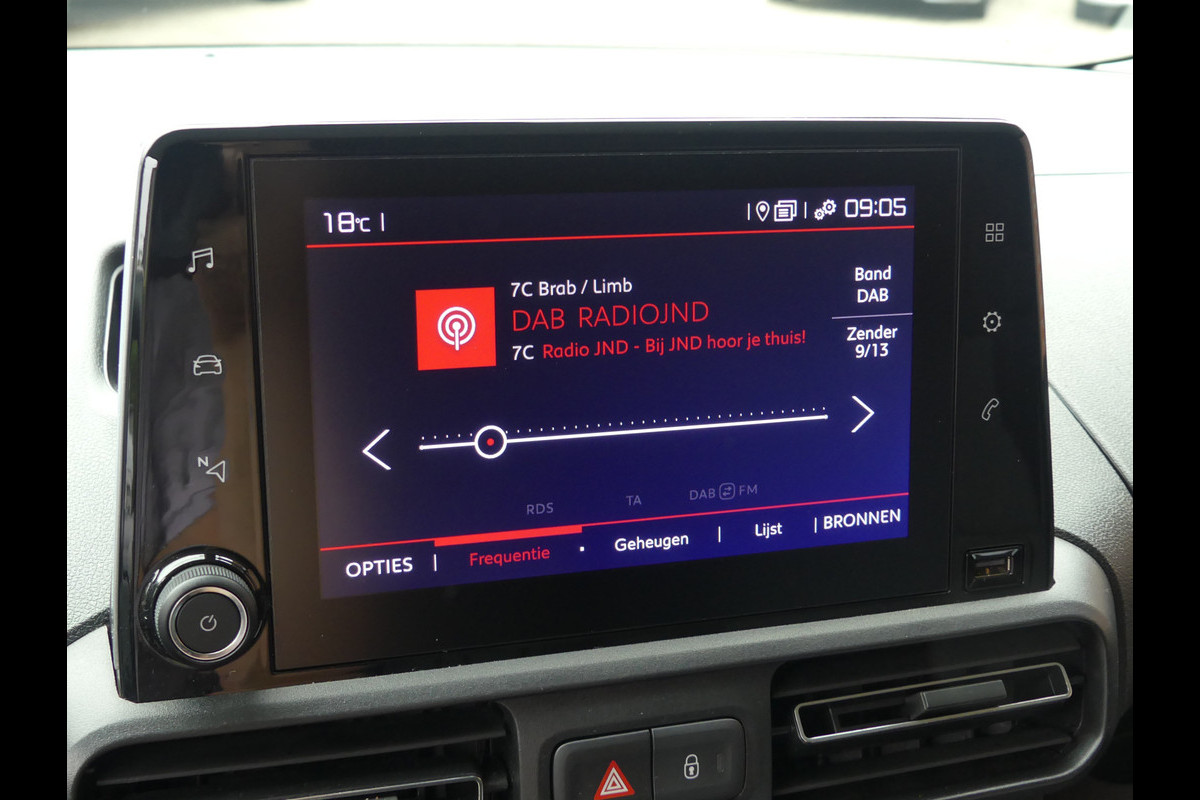 18°C
09:05
7C Brab / Limb
DAB RADIOJND
7C Radio JND - Bij JND hoor je thuis!
Band
DAB
Zender
9/13
RDS TA DAB FM
OPTIES Frequentie Geheugen Lijst BRONNEN
N